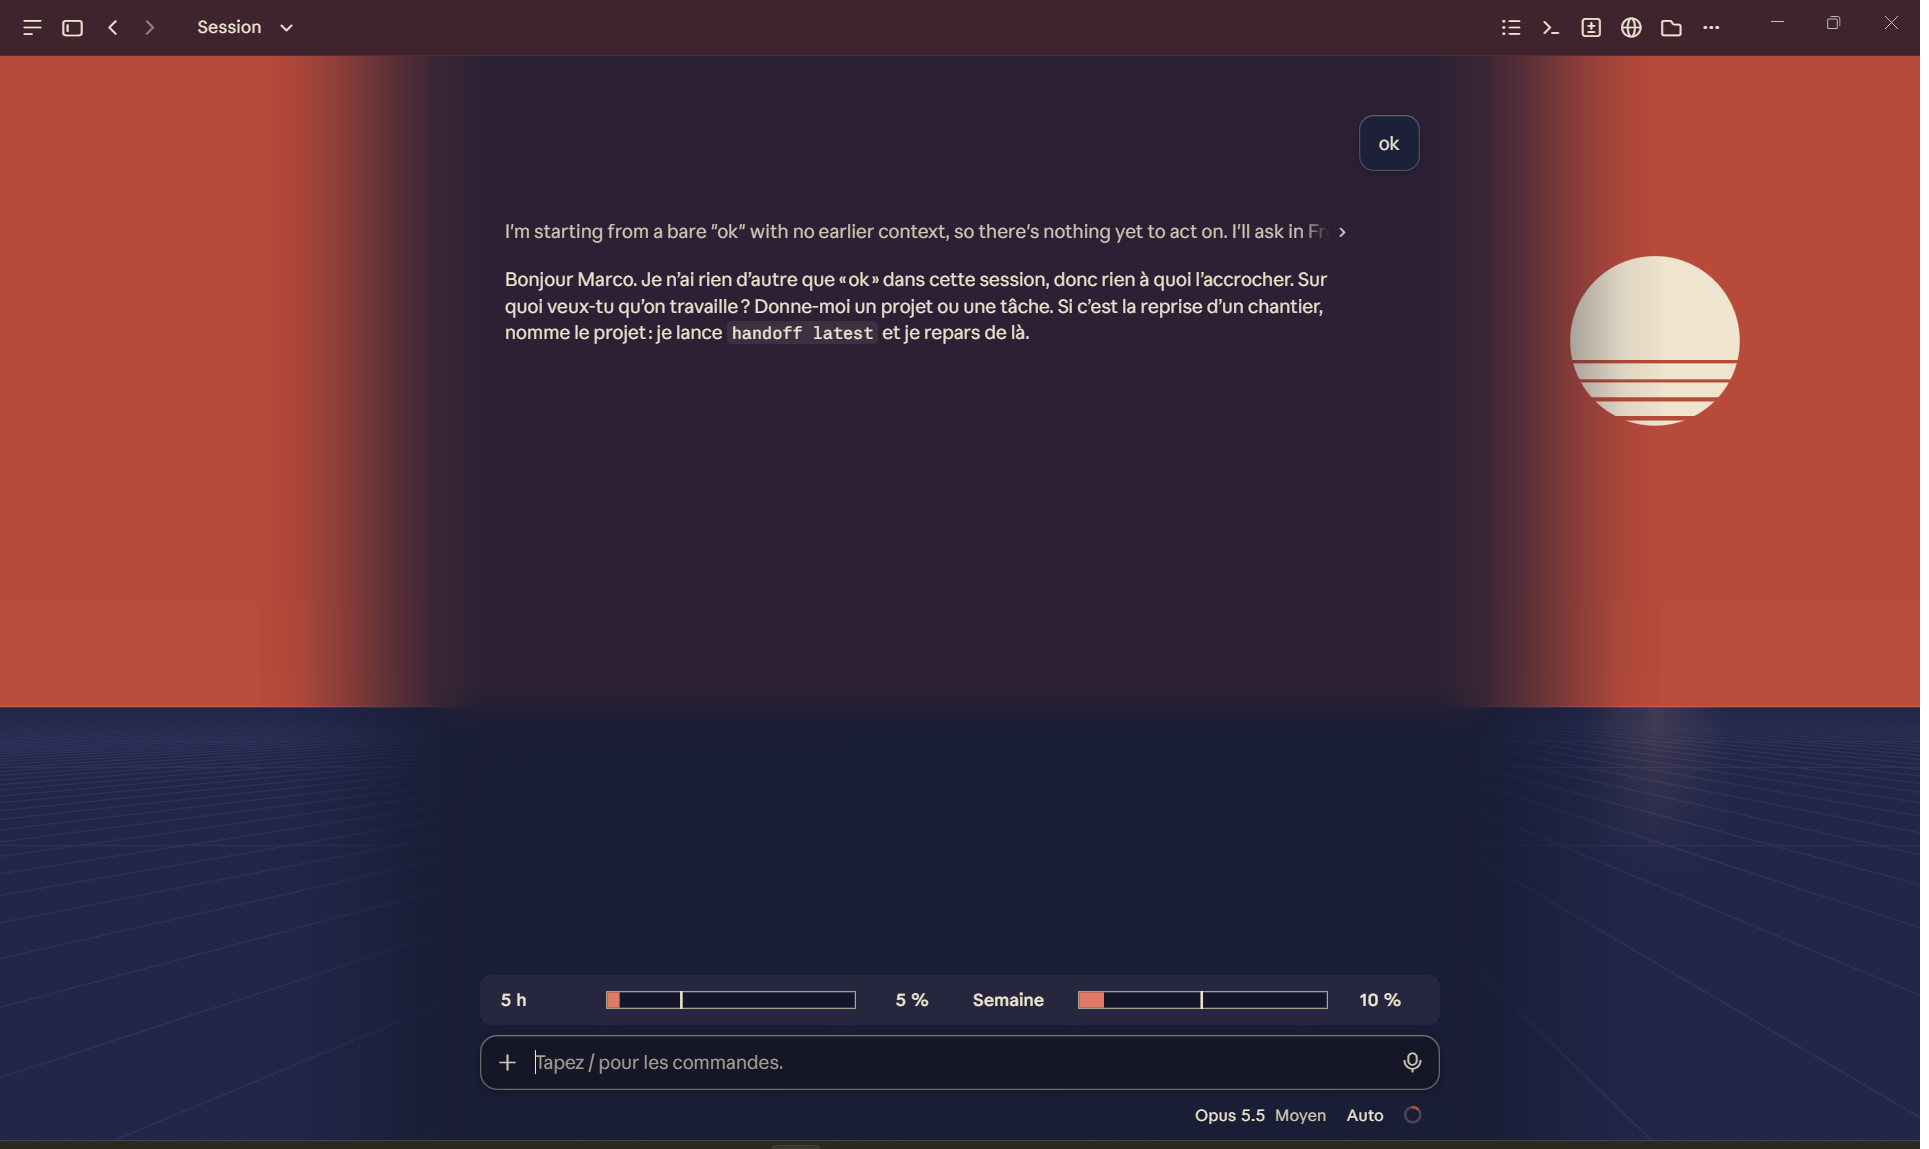 Session
ok
I'm starting from a bare "ok" with no earlier context, so there's nothing yet to act on. I'll ask in
Bonjour Marco. Je n'ai rien d'autre que «ok» dans cette session, donc rien à quoi l'accrocher. Sur
quoi veux-tu qu'on travaille ? Donne-moi un projet ou une tâche. Si c'est la reprise d'un chantier,
nomme le projet : je lance handoff latest et je repars de là.
5 h 5 % Semaine 10 %
Tapez / pour les commandes.
Opus 5.5 Moyen Auto